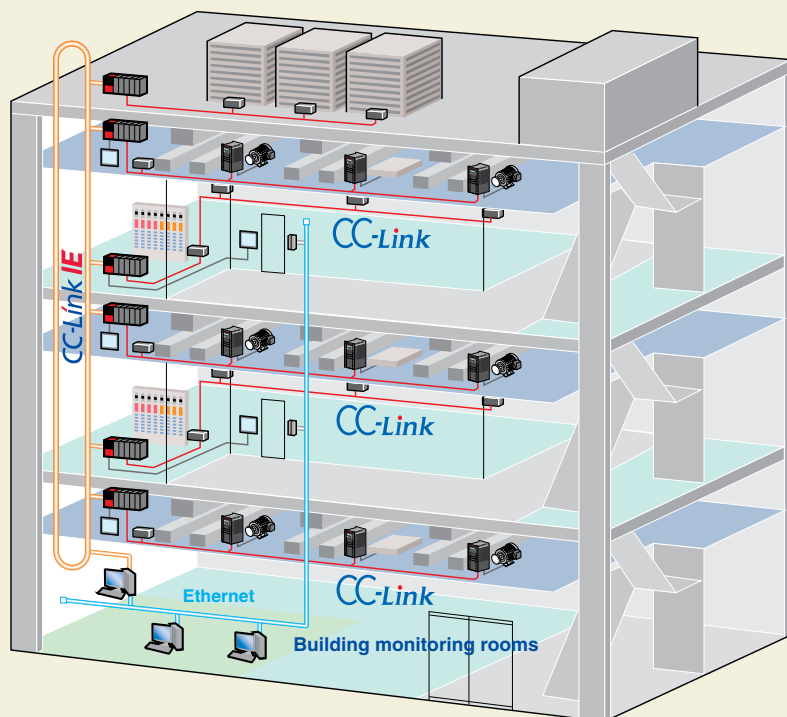 CC-Link
CC-Link IE
CC-Link
CC-Link
Ethernet
Building monitoring rooms